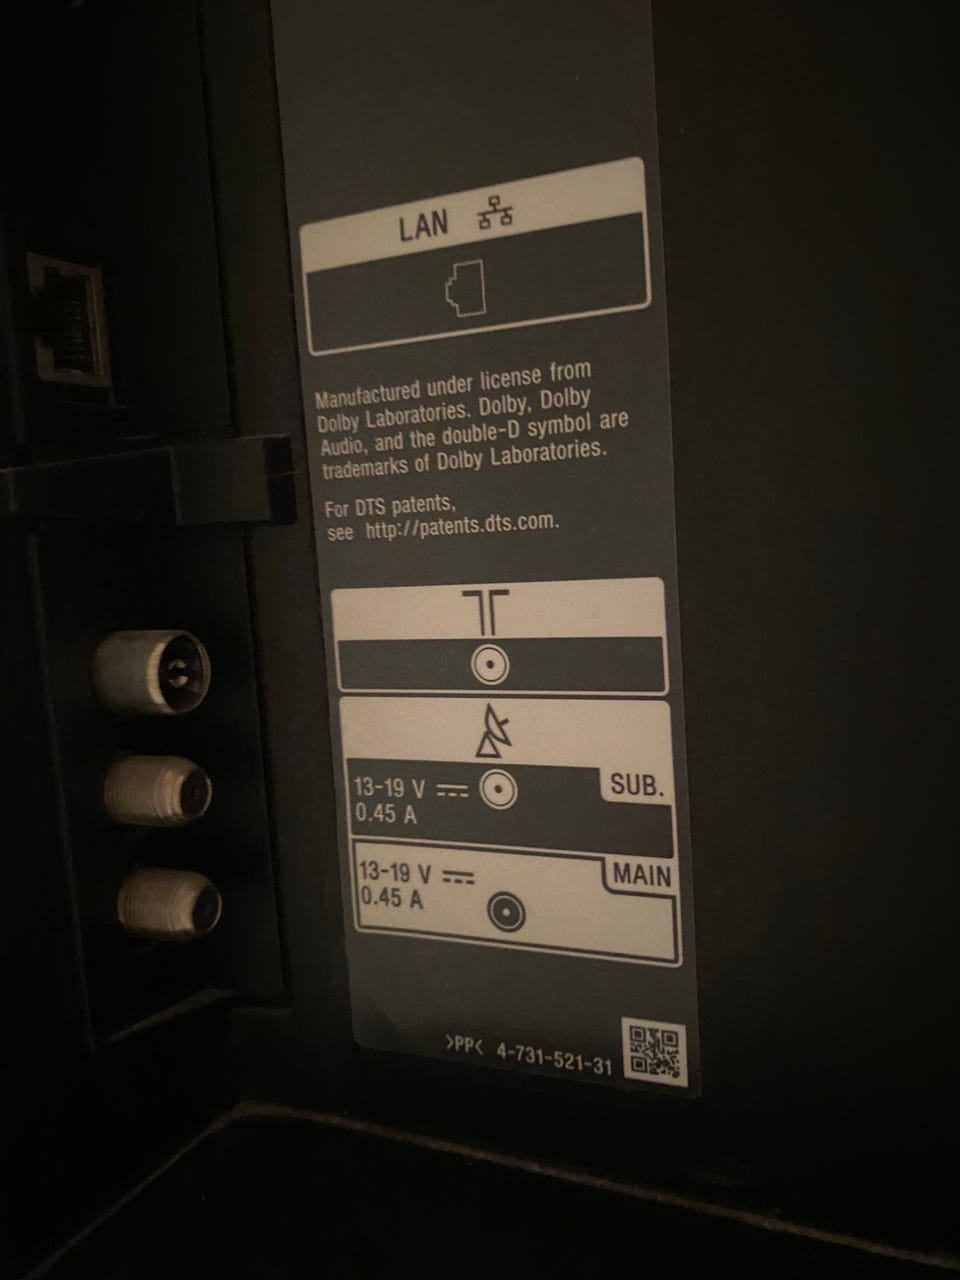 LAN
Manufactured under license from
Dolby Laboratories. Dolby, Dolby
Audio, and the double-D symbol are
trademarks of Dolby Laboratories.
For DTS patents,
see http://patents.dts.com.
SUB.
13-19 V
0.45 A
MAIN
13-19 V
0.45 A
>PP< 4-731-521-31